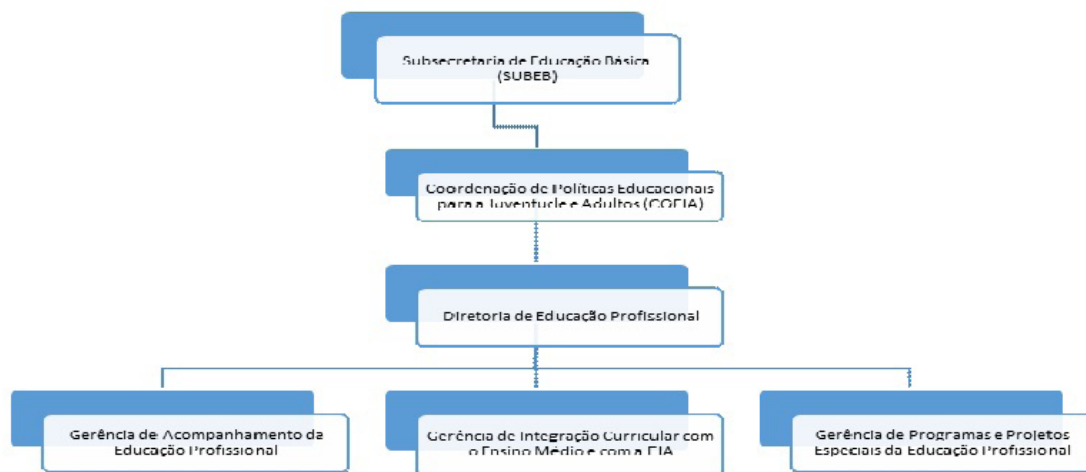 Subsecretaria de Educação Básica
(SUBEB)
Coordenação de Políticas Educacionais
para a Juventude e Adultos (COEJA)
Diretoria de Educação Profissional
Gerência de Acompanhamento da
Educação Profissional
Gerência de Integração Curricular com
o Ensino Médio e com a EJA
Gerência de Programas e Projetos
Especiais da Educação Profissional